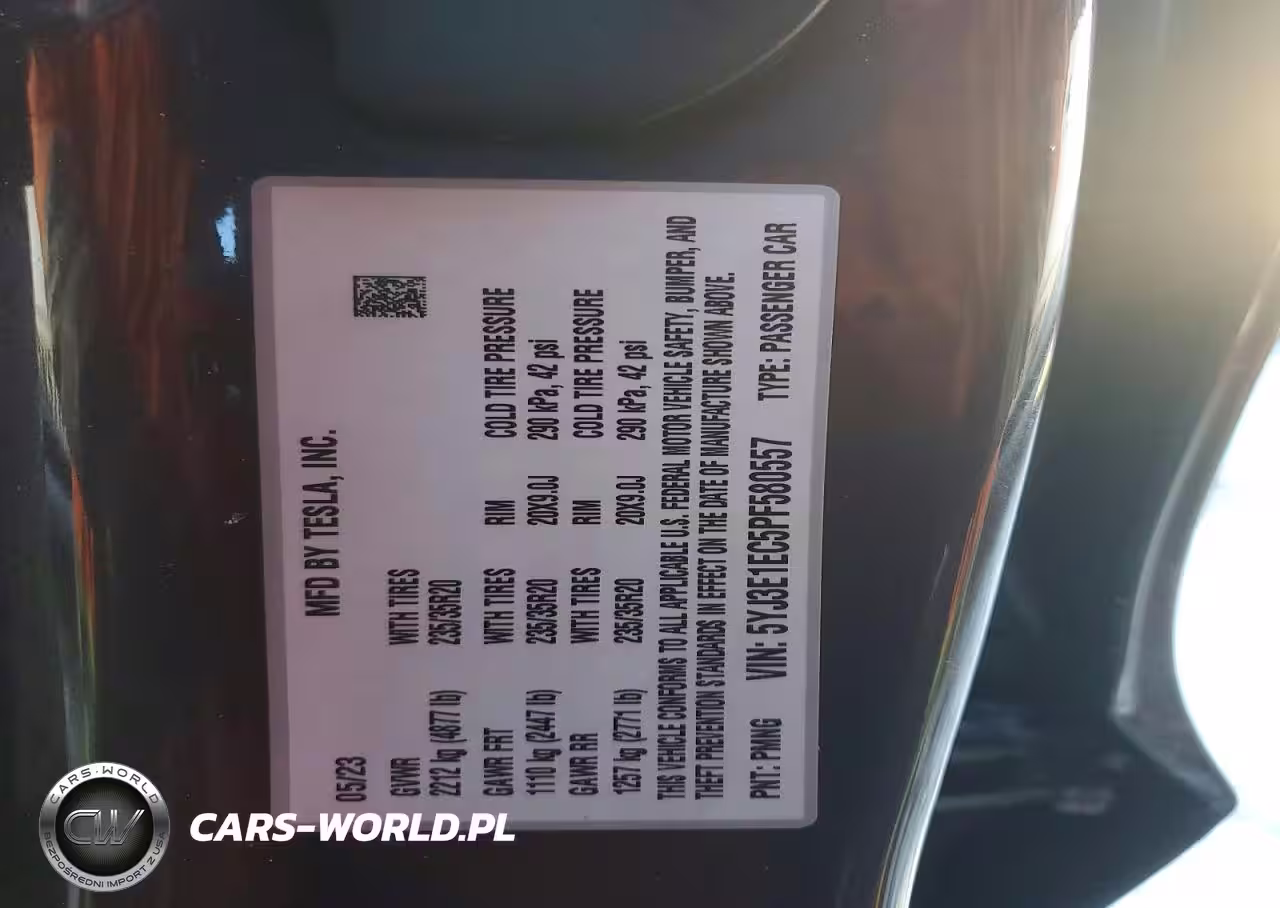 MFD BY TESLA, INC.
05/23
GVWR WITH TIRES
2212 kg (4877 lb) 235/35R20
GAWR FRT WITH TIRES RIM COLD TIRE PRESSURE
1110 kg (2447 lb) 235/35R20 20X9.0J 290 kPa, 42 psi
GAWR RR WITH TIRES RIM COLD TIRE PRESSURE
1257 kg (2771 lb) 235/35R20 20X9.0J 290 kPa, 42 psi
THIS VEHICLE CONFORMS TO ALL APPLICABLE U.S. FEDERAL MOTOR VEHICLE SAFETY, BUMPER, AND
THEFT PREVENTION STANDARDS IN EFFECT ON THE DATE OF MANUFACTURE SHOWN ABOVE.
PNT: PMNG VIN: 5YJ3E1EC5PF580557 TYPE: PASSENGER CAR
CARS-WORLD
CW
BEZPOŚREDNI IMPORT Z USA
CARS-WORLD.PL